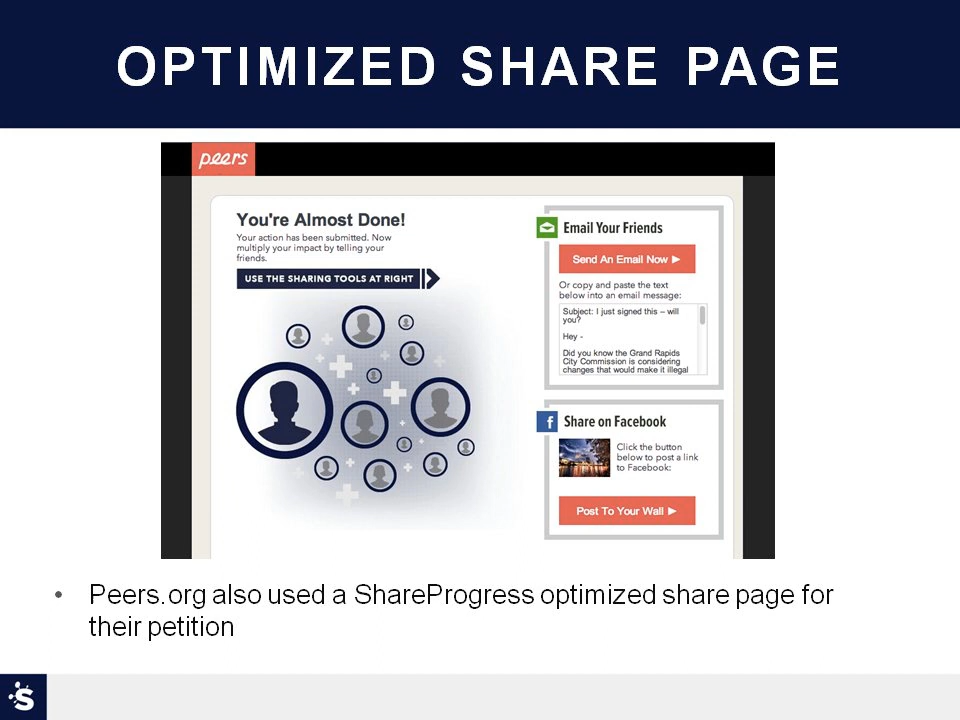 OPTIMIZED SHARE PAGE
peers
You're Almost Done!
Your action has been submitted. Now
multiply your impact by telling your
friends.
USE THE SHARING TOOLS AT RIGHT
Email Your Friends
Send An Email Now ►
Or copy and paste the text
below into an email message:
Subject: I just signed this – will
you?
Hey -
Did you know the Grand Rapids
City Commission is considering
changes that would make it illegal
f
Share on Facebook
Click the button
below to post a link
to Facebook:
Post To Your Wall ►
• Peers.org also used a ShareProgress optimized share page for
their petition
S